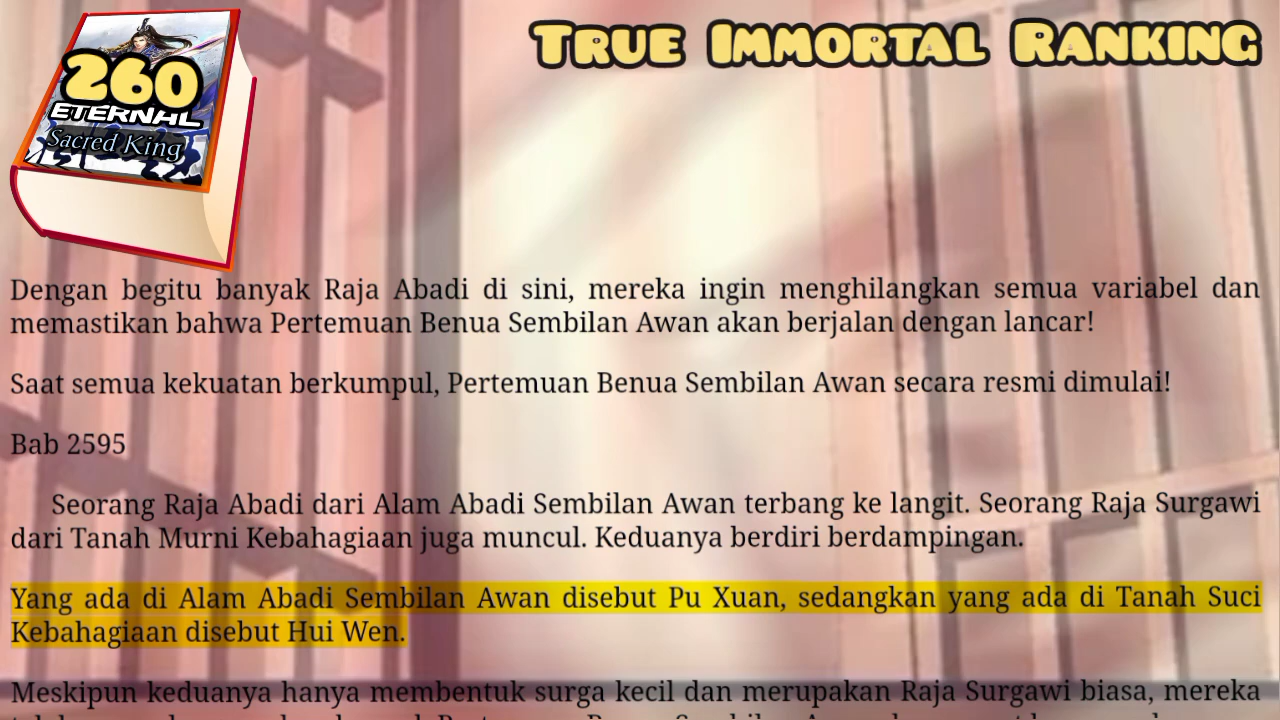 True Immortal Ranking
260
ETERNAL
Sacred King
Dengan begitu banyak Raja Abadi di sini, mereka ingin menghilangkan semua variabel dan
memastikan bahwa Pertemuan Benua Sembilan Awan akan berjalan dengan lancar!
Saat semua kekuatan berkumpul, Pertemuan Benua Sembilan Awan secara resmi dimulai!
Bab 2595
Seorang Raja Abadi dari Alam Abadi Sembilan Awan terbang ke langit. Seorang Raja Surgawi
dari Tanah Murni Kebahagiaan juga muncul. Keduanya berdiri berdampingan.
Yang ada di Alam Abadi Sembilan Awan disebut Pu Xuan, sedangkan yang ada di Tanah Suci
Kebahagiaan disebut Hui Wen.
Meskipun keduanya hanya membentuk surga kecil dan merupakan Raja Surgawi biasa, mereka